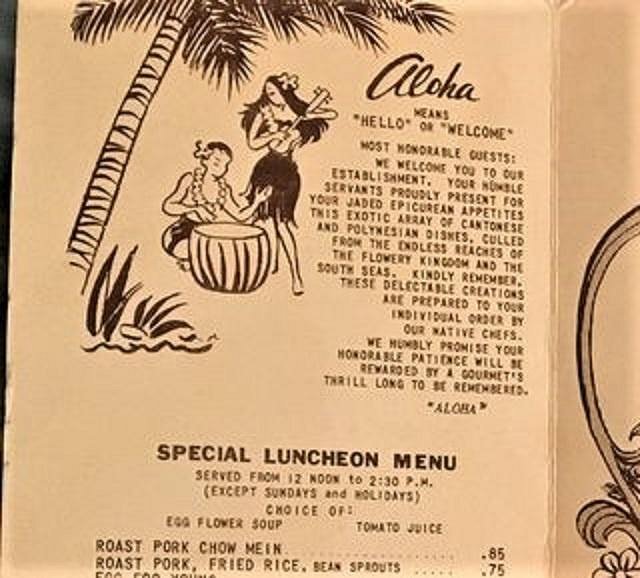 Aloha
MEANS
"HELLO" OR "WELCOME"
MOST HONORABLE GUESTS:
WE WELCOME YOU TO OUR
ESTABLISHMENT. YOUR HUMBLE
SERVANTS PROUDLY PRESENT FOR
YOUR JADED EPICUREAN APPETITES
THIS EXOTIC ARRAY OF CANTONESE
AND POLYNESIAN DISHES, CULLED
FROM THE ENDLESS REACHES OF
THE FLOWERY KINGDOM AND THE
SOUTH SEAS. KINDLY REMEMBER,
THESE DELECTABLE CREATIONS
ARE PREPARED TO YOUR
INDIVIDUAL ORDER BY
OUR NATIVE CHEFS.
WE HUMBLY PROMISE YOUR
HONORABLE PATIENCE WILL BE
REWARDED BY A GOURMET'S
THRILL LONG TO BE REMEMBERED.
"ALOHA"
SPECIAL LUNCHEON MENU
SERVED FROM 12 NOON to 2:30 P.M.
(EXCEPT SUNDAYS and HOLIDAYS)
CHOICE OF:
EGG FLOWER SOUP TOMATO JUICE
ROAST PORK CHOW MEIN .......... .85
ROAST PORK, FRIED RICE, BEAN SPROUTS ..... .75
EGG FOO YOUNG